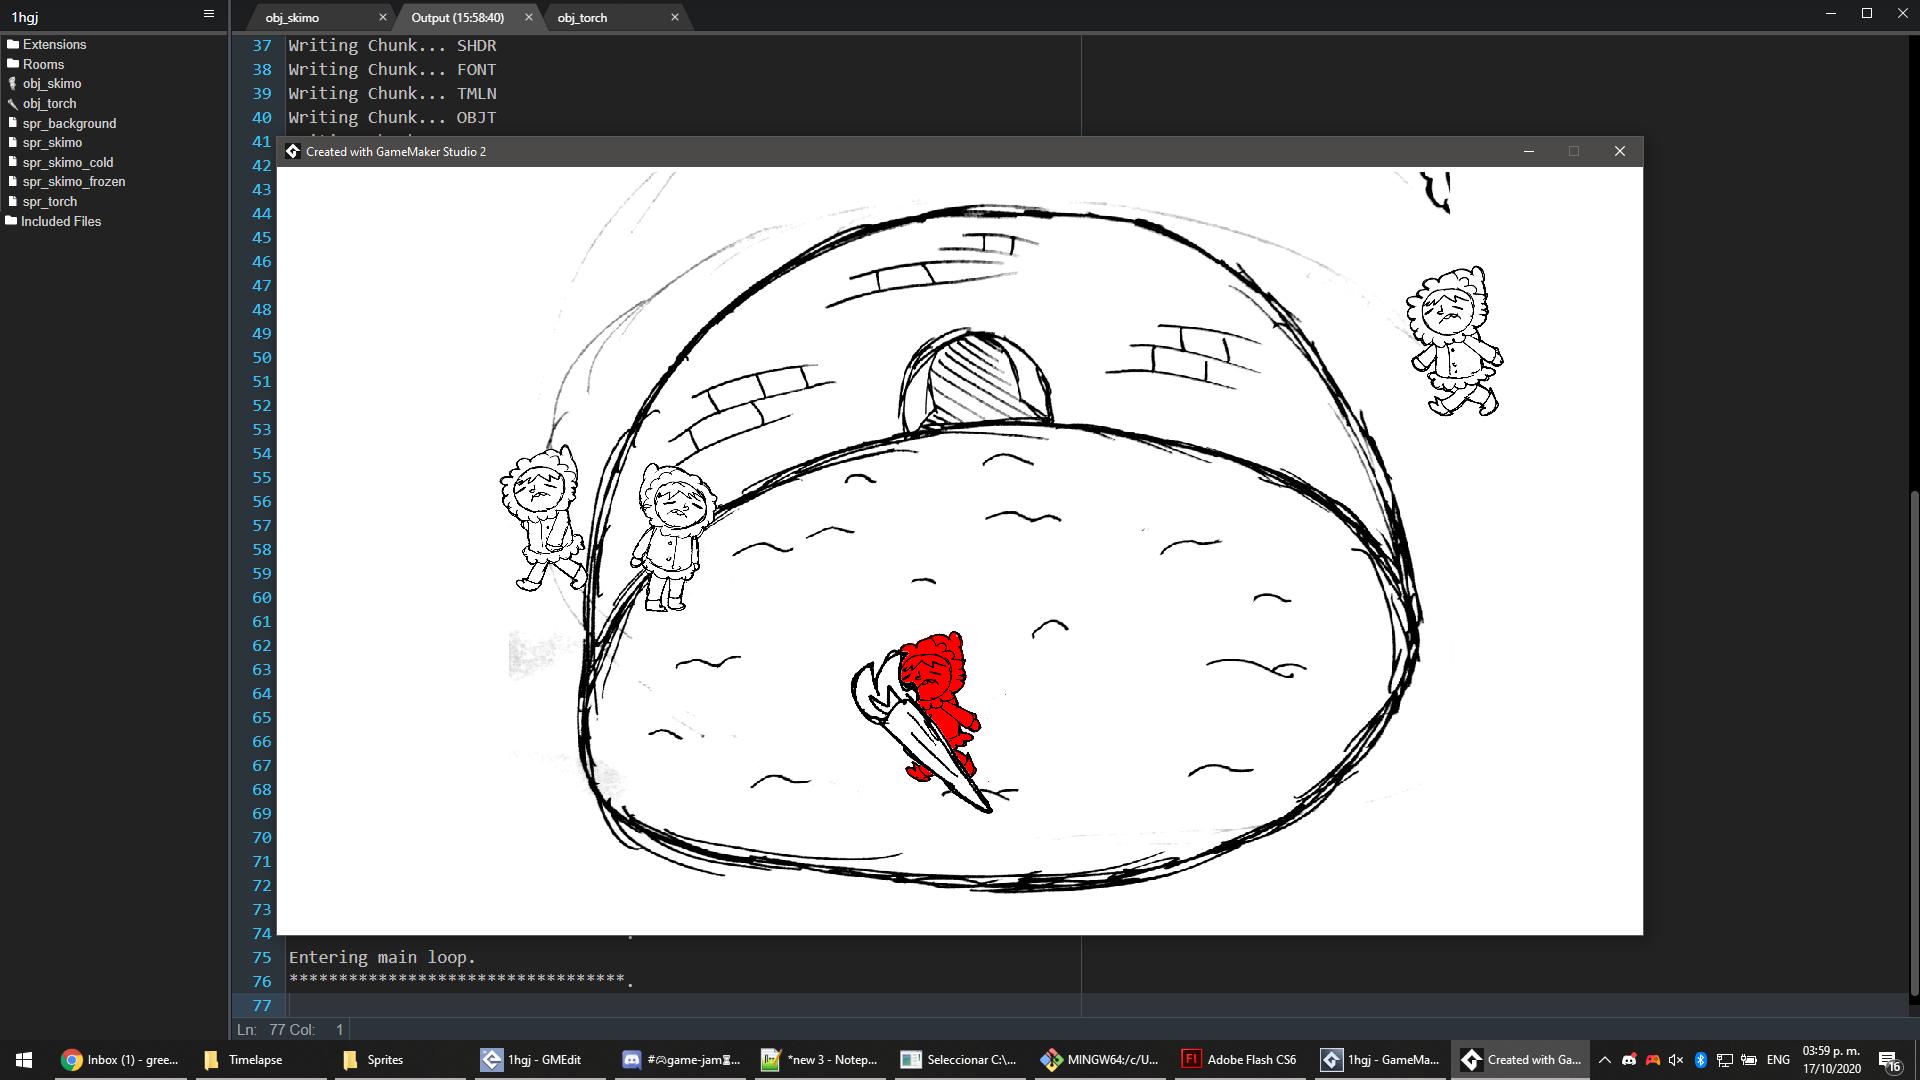 1hgj
obj_skimo
Output (15:58:40)
obj_torch
Extensions
Rooms
obj_skimo
obj_torch
spr_background
spr_skimo
spr_skimo_cold
spr_skimo_frozen
spr_torch
Included Files
37 Writing Chunk... SHDR
38 Writing Chunk... FONT
39 Writing Chunk... TMLN
40 Writing Chunk... OBJT
41
42
43
44
45
46
47
48
49
50
51
52
53
54
55
56
57
58
59
60
61
62
63
64
65
66
67
68
69
70
71
72
73
74 .
75 Entering main loop.
76 **********************************.
77
Created with GameMaker Studio 2
Ln: 77 Col: 1
Inbox (1) - gree...
Timelapse
Sprites
1hgj - GMEdit
MINGW64:/c/U...
*new 3 - Notep...
Seleccionar C:\...
Adobe Flash CS6
1hgj - GameMa...
Created with Ga...
ENG
03:59 p. m.
17/10/2020
16